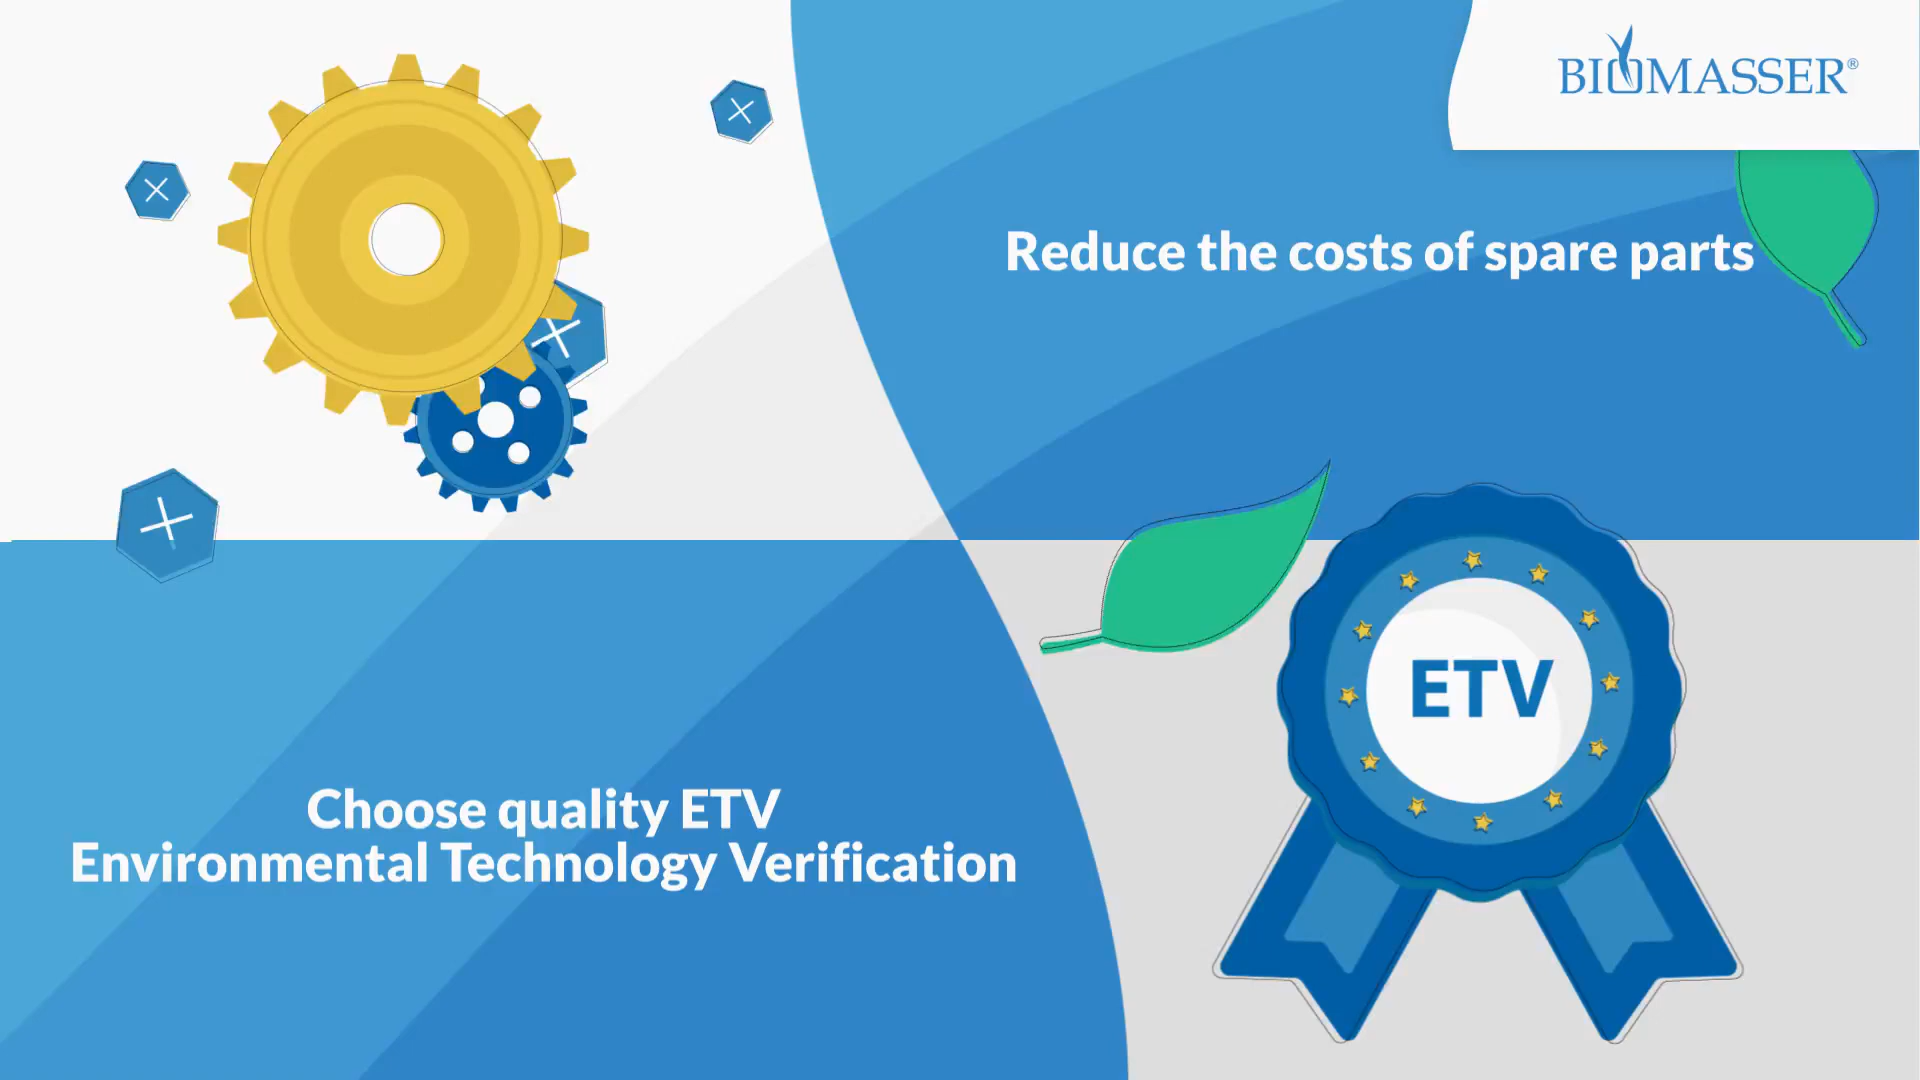 BIOMASSER®
Reduce the costs of spare parts
ETV
Choose quality ETV
Environmental Technology Verification